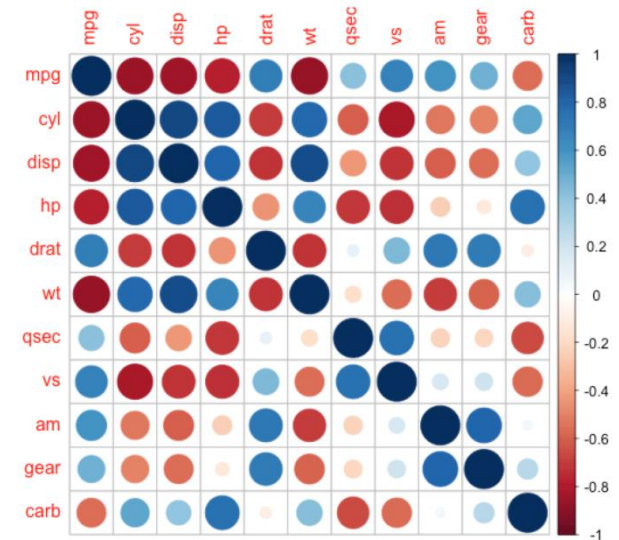 mpg cyl disp hp drat wt qsec vs am gear carb
mpg
cyl
disp
hp
drat
wt
qsec
vs
am
gear
carb
1
0.8
0.6
0.4
0.2
0
-0.2
-0.4
-0.6
-0.8
-1